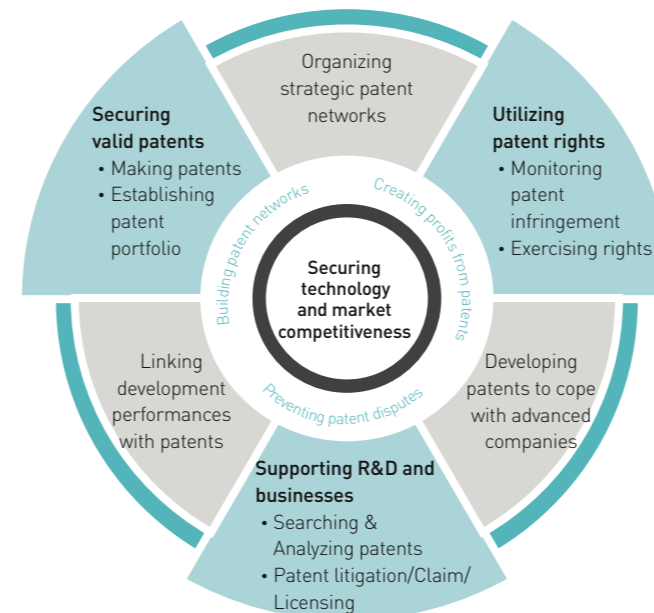 Organizing
strategic patent
networks
Securing
valid patents
• Making patents
• Establishing
patent
portfolio
Utilizing
patent rights
• Monitoring
patent
infringement
• Exercising rights
Building patent networks
Creating profits from patents
Preventing patent disputes
Securing
technology
and market
competitiveness
Linking
development
performances
with patents
Developing
patents to cope
with advanced
companies
Supporting R&D and
businesses
• Searching &
Analyzing patents
• Patent litigation/Claim/
Licensing